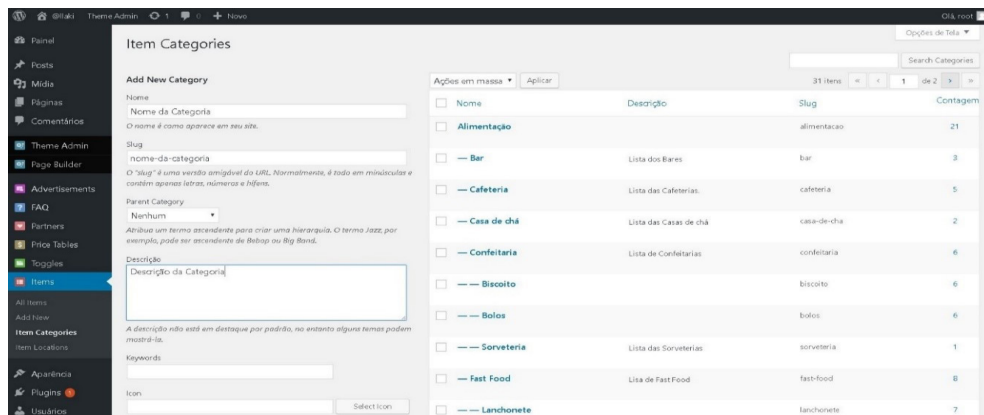 @Ilaki Theme Admin 1 0 + Novo Olá, root
Opções de Tela ▼
Painel
Posts
Mídia
Páginas
Comentários
Theme Admin
Page Builder
Advertisements
FAQ
Partners
Price Tables
Toggles
Items
All Items
Add New
Item Categories
Item Locations
Aparência
Plugins 1
Usuários
Item Categories
Search Categories
Add New Category
Nome
Nome da Categoria
O nome é como aparece em seu site.
Slug
nome-da-categoria
O "slug" é uma versão amigável do URL. Normalmente, é todo em minúsculas e
contém apenas letras, números e hífens.
Parent Category
Nenhum ▼
Atribua um termo ascendente para criar uma hierarquia. O termo Jazz, por
exemplo, pode ser ascendente de Bebop ou Big Band.
Descrição
Descrição da Categoria
A descrição não está em destaque por padrão, no entanto alguns temas podem
mostrá-la.
Keywords
Icon
Select Icon
Ações em massa ▼ Aplicar 31 itens « ‹ 1 de 2 › »
Nome Descrição Slug Contagem
Alimentação alimentacao 21
— Bar Lista dos Bares bar 3
— Cafeteria Lista das Cafeterias. cafeteria 5
— Casa de chá Lista das Casas de chá casa-de-cha 2
— Confeitaria Lista de Confeitarias confeitaria 6
— — Biscoito biscoito 6
— — Bolos bolos 6
— — Sorveteria Lista das Sorveterias sorveteria 1
— Fast Food Lisa de Fast Food fast-food 8
— — Lanchonete lanchonete 7